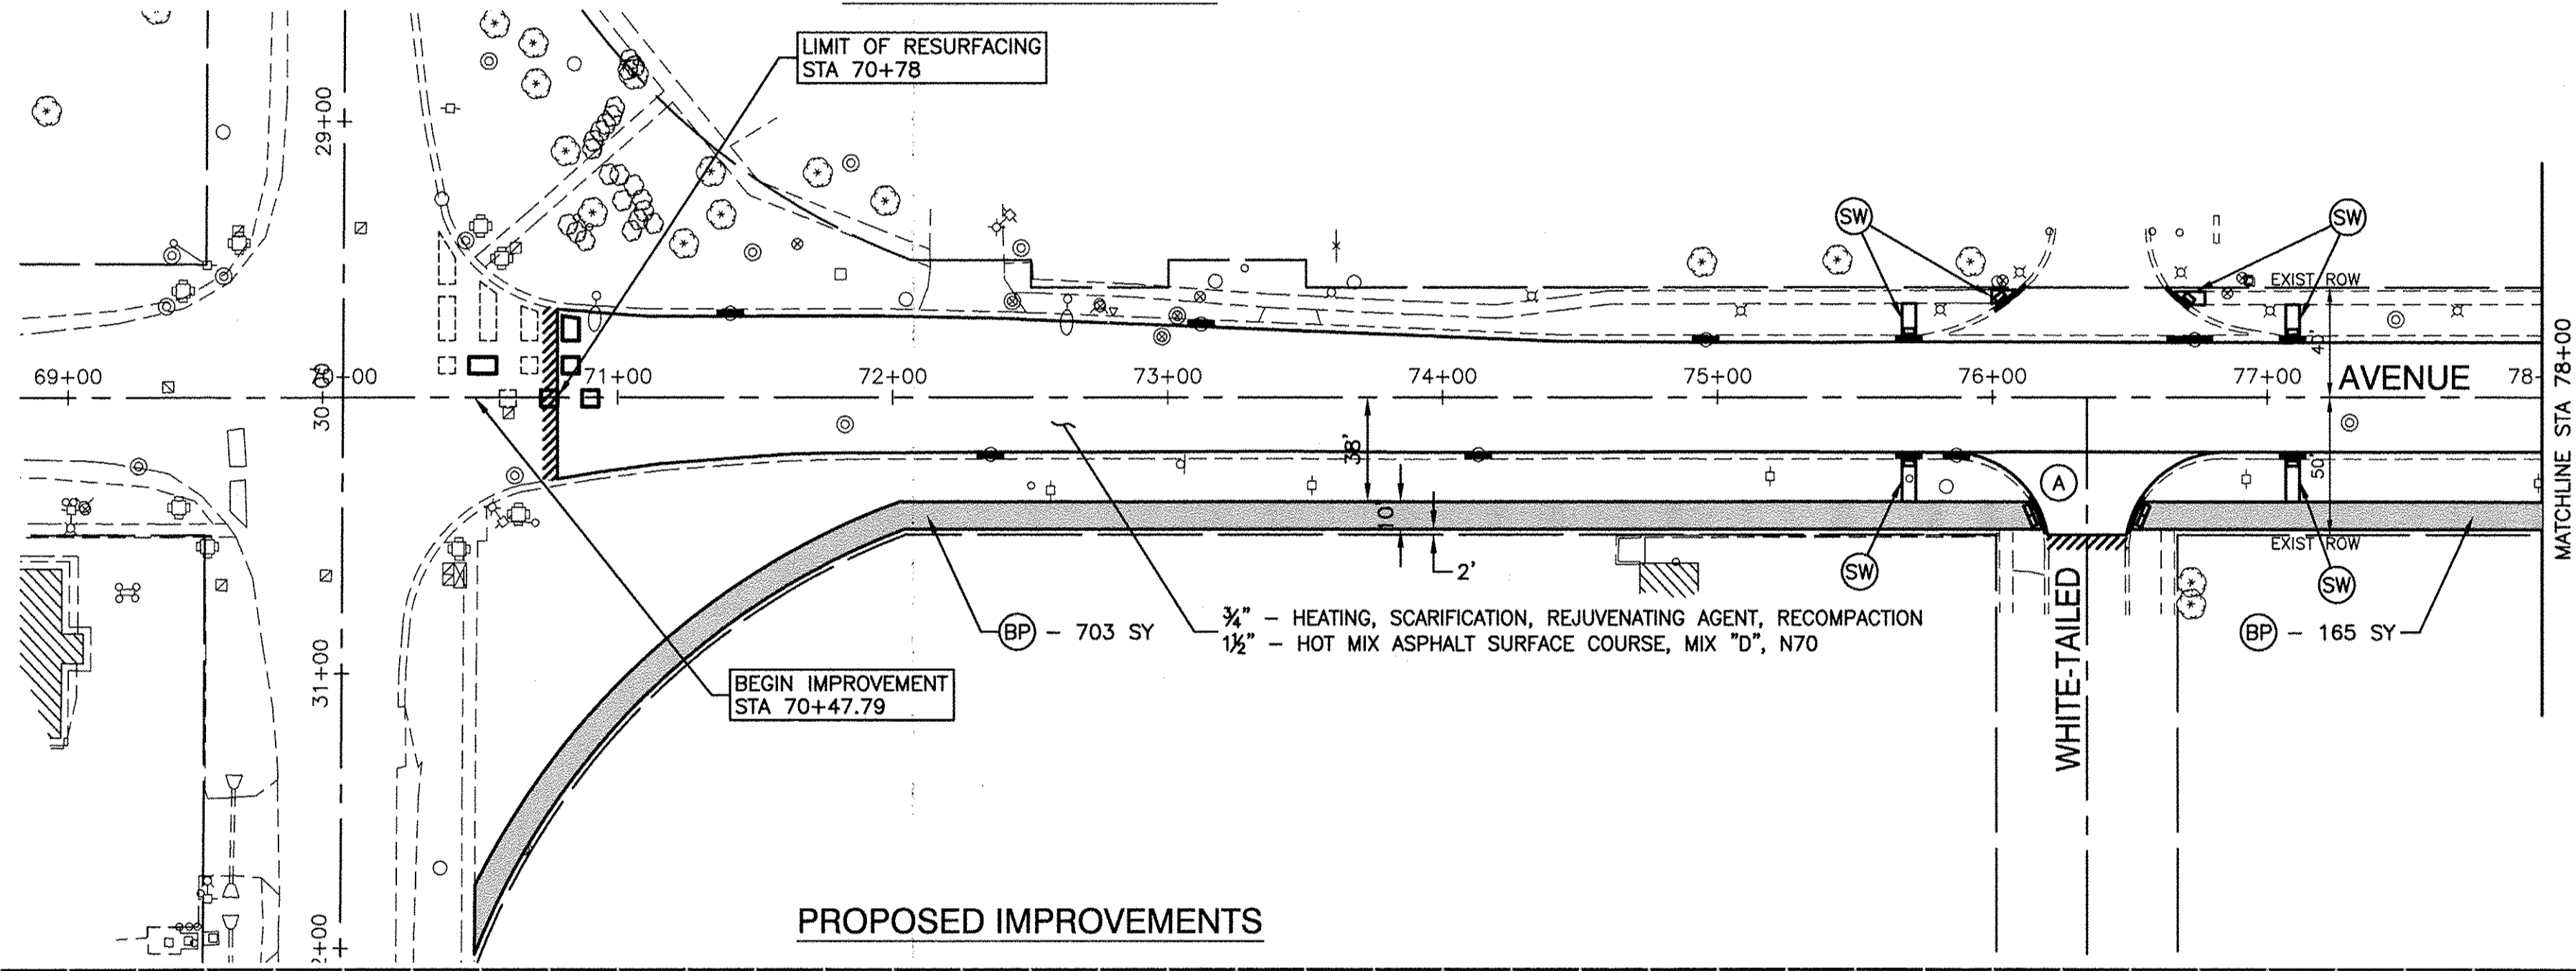 LIMIT OF RESURFACING
STA 70+78
29+00
SW
SW
EXIST ROW
69+00
70+00
71+00
72+00
73+00
74+00
75+00
76+00
77+00
AVENUE
78-
30+00
MATCHLINE STA 78+00
38'
50'
10'
2'
A
EXIST ROW
SW
SW
BP - 703 SY
¾" - HEATING, SCARIFICATION, REJUVENATING AGENT, RECOMPACTION
1½" - HOT MIX ASPHALT SURFACE COURSE, MIX "D", N70
BP - 165 SY
WHITE-TAILED
31+00
BEGIN IMPROVEMENT
STA 70+47.79
PROPOSED IMPROVEMENTS